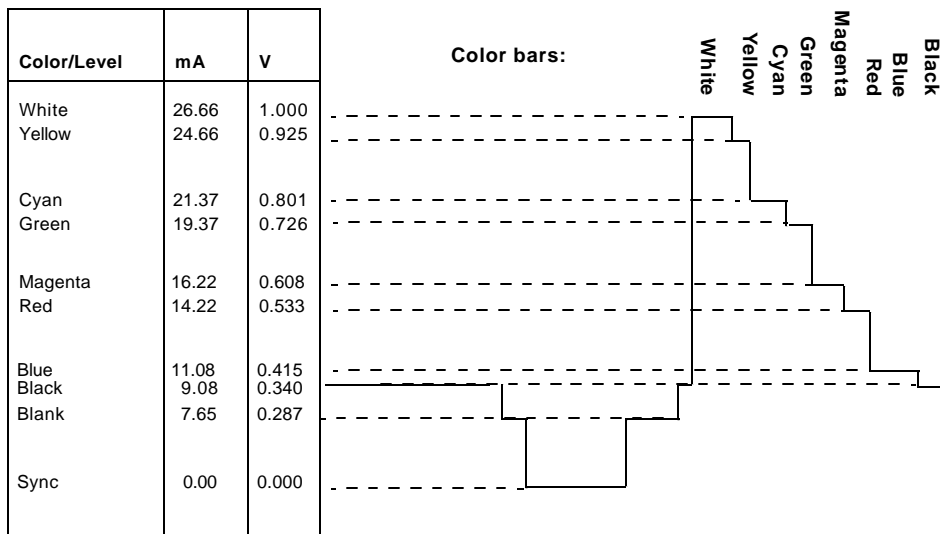 Color/Level mA V
White 26.66 1.000
Yellow 24.66 0.925
Cyan 21.37 0.801
Green 19.37 0.726
Magenta 16.22 0.608
Red 14.22 0.533
Blue 11.08 0.415
Black 9.08 0.340
Blank 7.65 0.287
Sync 0.00 0.000
Color bars:
White
Yellow
Cyan
Green
Magenta
Red
Blue
Black